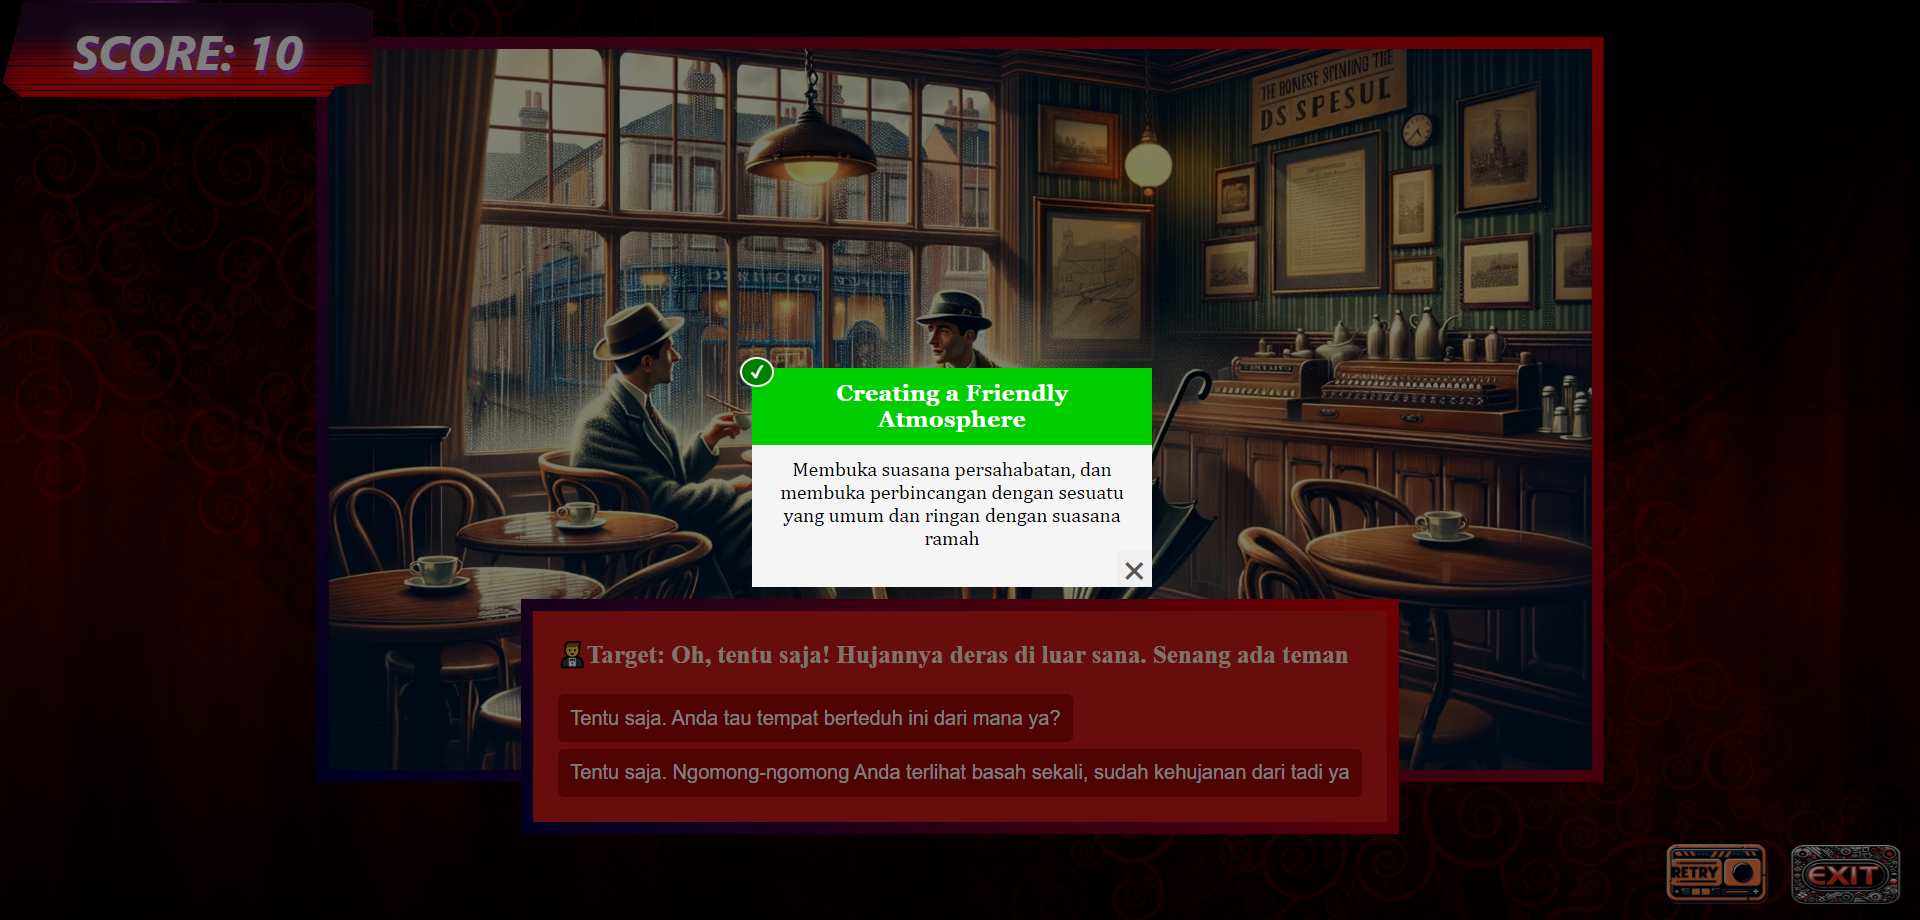 SCORE: 10
THE
DS SPESUL
Creating a Friendly
Atmosphere
Membuka suasana persahabatan, dan
membuka perbincangan dengan sesuatu
yang umum dan ringan dengan suasana
ramah
Target: Oh, tentu saja! Hujannya deras di luar sana. Senang ada teman
Tentu saja. Anda tau tempat berteduh ini dari mana ya?
Tentu saja. Ngomong-ngomong Anda terlihat basah sekali, sudah kehujanan dari tadi ya
RETRY
EXIT